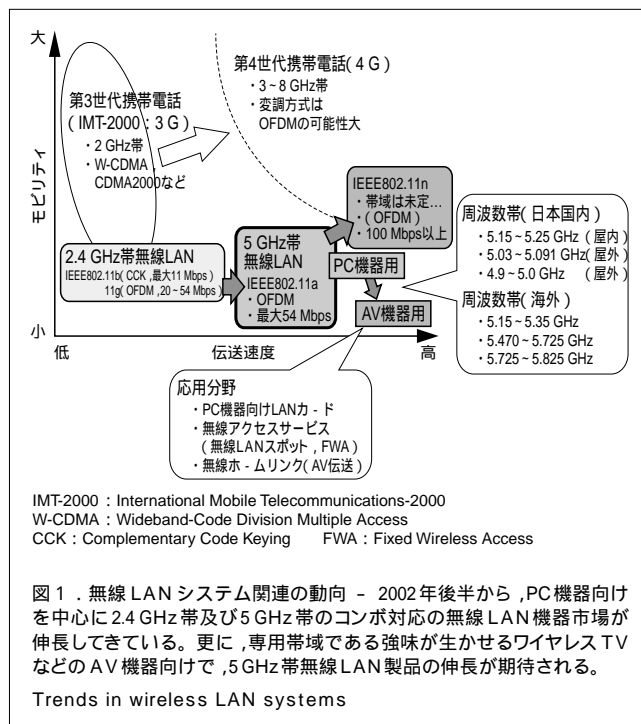 大
モビリティ
小
低
伝送速度
高
第3世代携帯電話
(IMT-2000:3G)
・2 GHz帯
・W-CDMA,
CDMA2000など
第4世代携帯電話(4G)
・3~8 GHz帯
・変調方式は
OFDMの可能性大
2.4 GHz帯無線LAN
IEEE802.11b(CCK,最大11 Mbps)
11g(OFDM,20~54 Mbps)
5 GHz帯
無線LAN
IEEE802.11a
・OFDM
・最大54 Mbps
IEEE802.11n
・帯域は未定…
・(OFDM)
・100 Mbps以上
PC機器用
AV機器用
周波数帯(日本国内)
・5.15~5.25 GHz(屋内)
・5.03~5.091 GHz(屋外)
・4.9~5.0 GHz(屋外)
周波数帯(海外)
・5.15~5.35 GHz
・5.470~5.725 GHz
・5.725~5.825 GHz
応用分野
・PC機器向けLANカ-ド
・無線アクセスサービス
(無線LANスポット,FWA)
・無線ホ-ムリンク(AV伝送)
IMT-2000:International Mobile Telecommunications-2000
W-CDMA:Wideband-Code Division Multiple Access
CCK:Complementary Code Keying FWA:Fixed Wireless Access
図1.無線LANシステム関連の動向 - 2002年後半から,PC機器向け
を中心に2.4 GHz帯及び5 GHz帯のコンボ対応の無線LAN機器市場が
伸長してきている。更に,専用帯域である強味が生かせるワイヤレスTV
などのAV機器向けで,5 GHz帯無線LAN製品の伸長が期待される。
Trends in wireless LAN systems